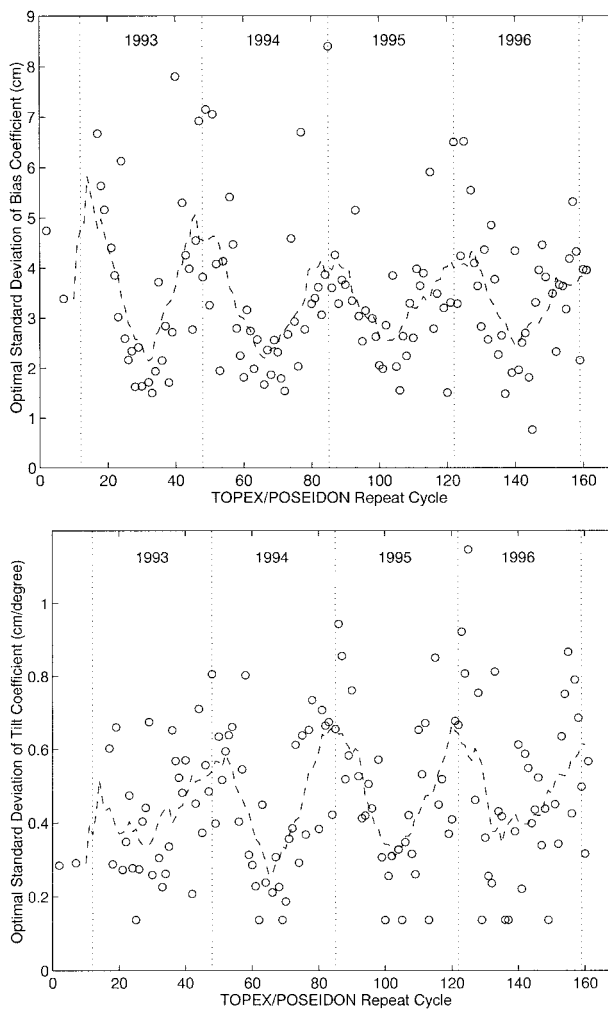 1993 1994 1995 1996
9
8
7
6
5
4
3
2
1
0
Optimal Standard Deviation of Bias Coefficient (cm)
0 20 40 60 80 100 120 140 160
TOPEX/POSEIDON Repeat Cycle
1993 1994 1995 1996
1
0.8
0.6
0.4
0.2
0
Optimal Standard Deviation of Tilt Coefficient (cm/degree)
0 20 40 60 80 100 120 140 160
TOPEX/POSEIDON Repeat Cycle